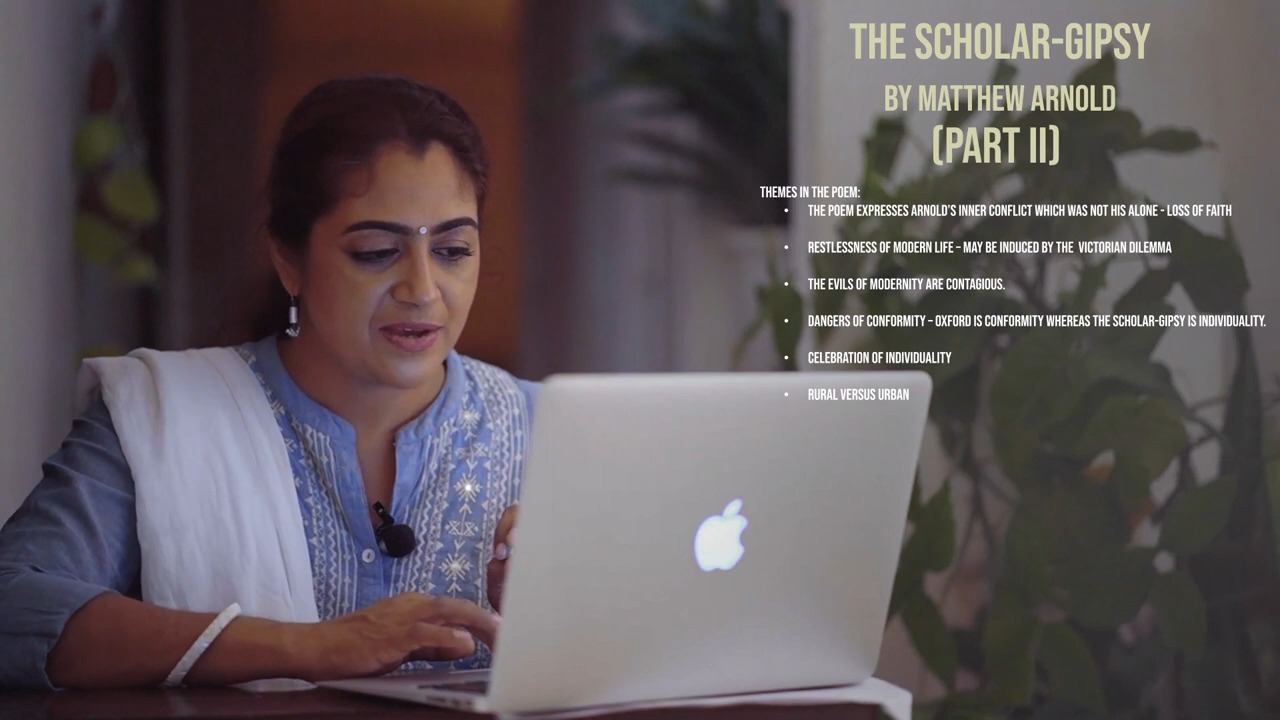 THE SCHOLAR-GIPSY
BY MATTHEW ARNOLD
(PART II)
THEMES IN THE POEM:
• THE POEM EXPRESSES ARNOLD'S INNER CONFLICT WHICH WAS NOT HIS ALONE - LOSS OF FAITH
• RESTLESSNESS OF MODERN LIFE – MAY BE INDUCED BY THE VICTORIAN DILEMMA
• THE EVILS OF MODERNITY ARE CONTAGIOUS.
• DANGERS OF CONFORMITY – OXFORD IS CONFORMITY WHEREAS THE SCHOLAR-GIPSY IS INDIVIDUALITY.
• CELEBRATION OF INDIVIDUALITY
• RURAL VERSUS URBAN